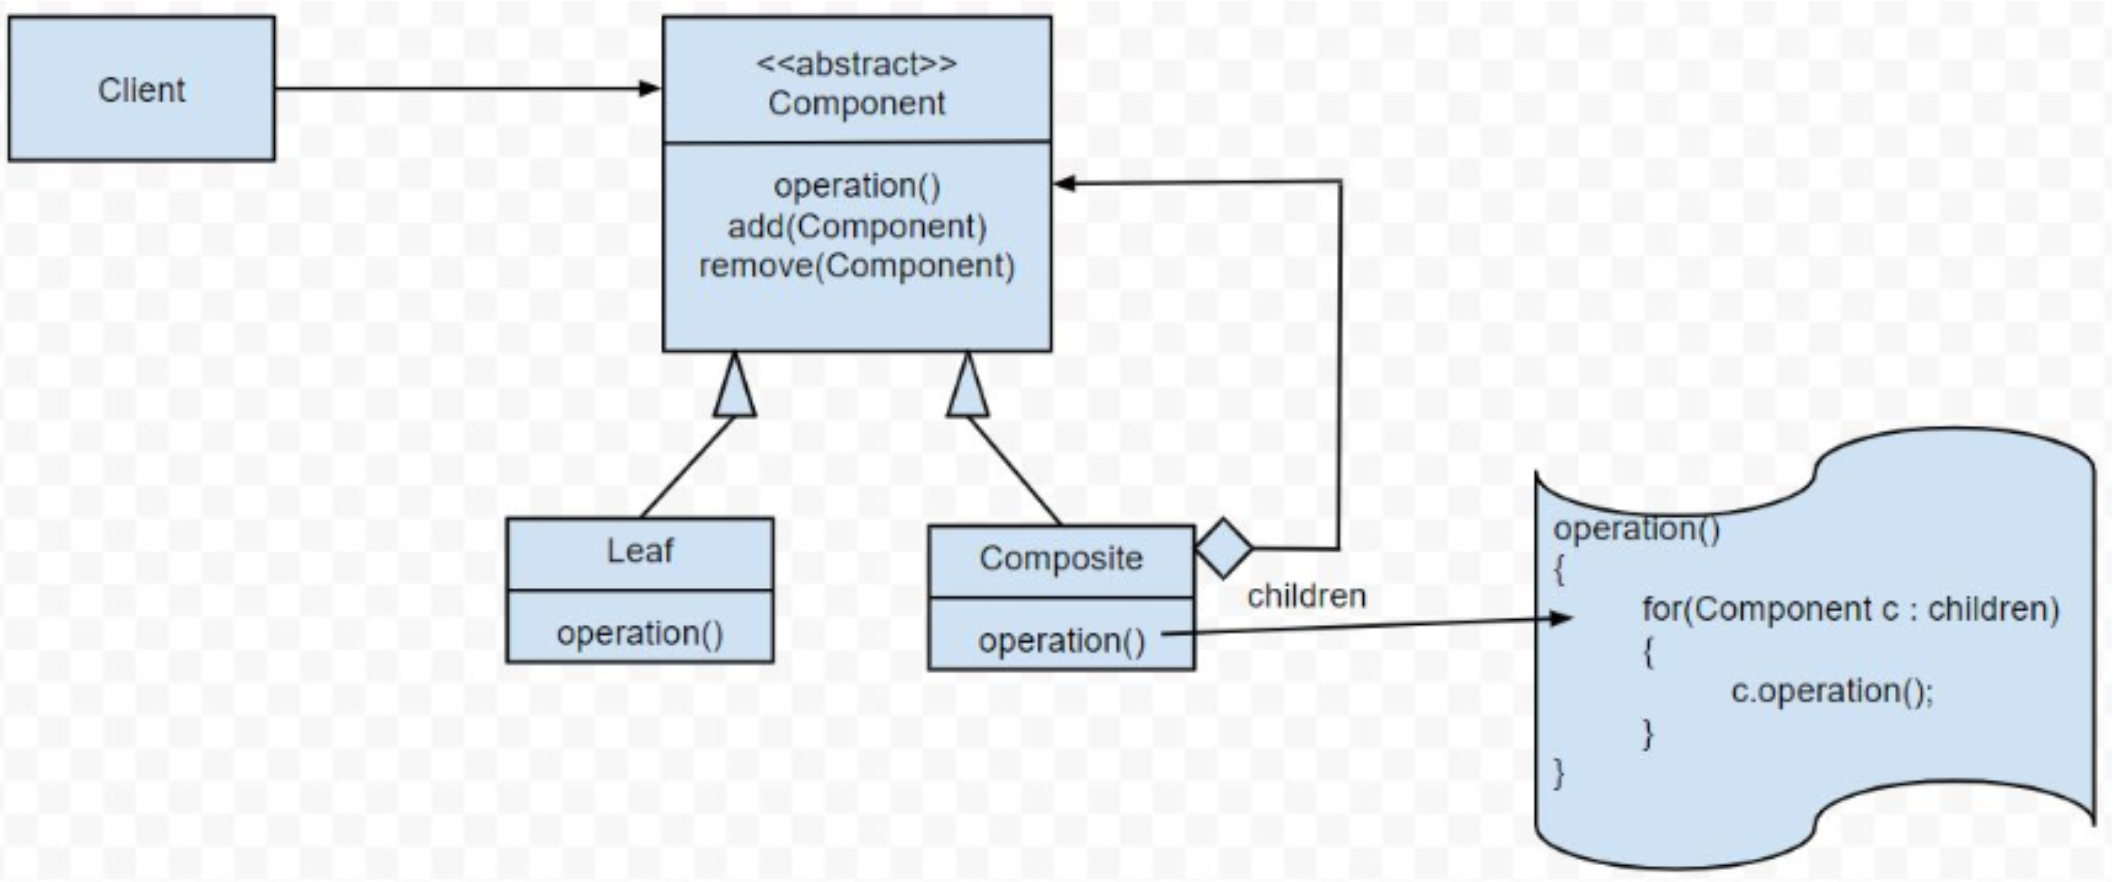 Client
<<abstract>>
Component
operation()
add(Component)
remove(Component)
Leaf
operation()
Composite
operation()
children
operation()
{
for(Component c : children)
{
c.operation();
}
}